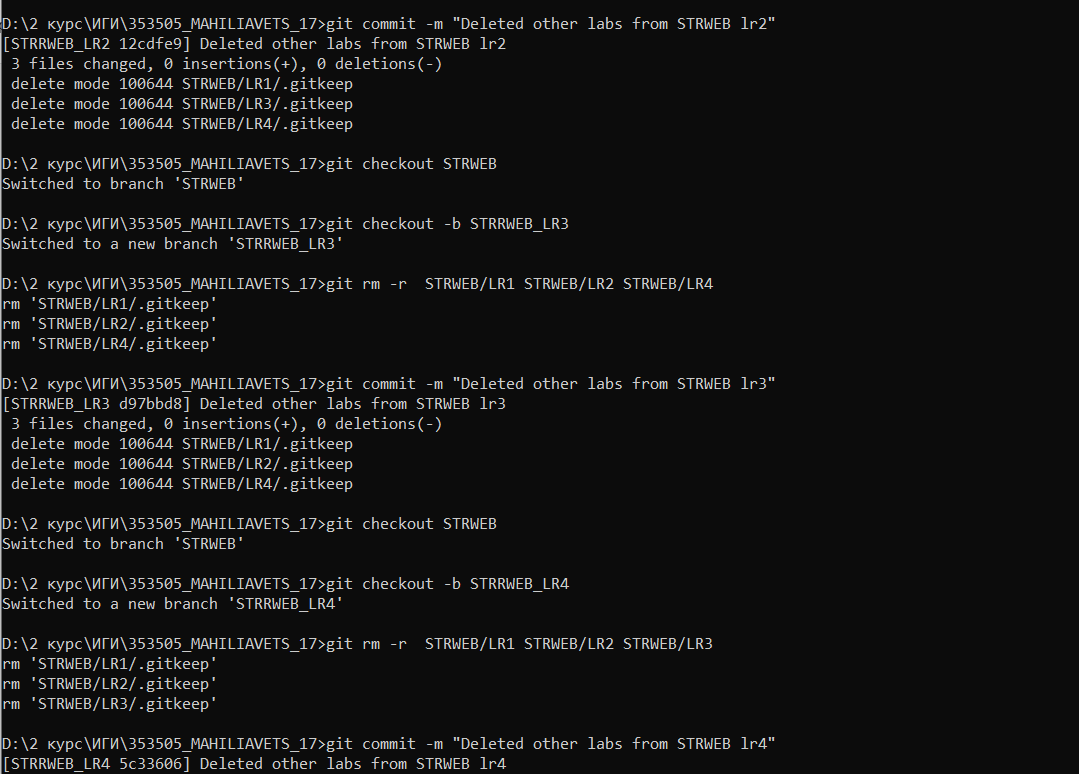 D:\2 курс\ИГИ\353505_MAHILIAVETS_17>git commit -m "Deleted other labs from STRWEB lr2"
[STRRWEB_LR2 12cdfe9] Deleted other labs from STRWEB lr2
 3 files changed, 0 insertions(+), 0 deletions(-)
 delete mode 100644 STRWEB/LR1/.gitkeep
 delete mode 100644 STRWEB/LR3/.gitkeep
 delete mode 100644 STRWEB/LR4/.gitkeep
D:\2 курс\ИГИ\353505_MAHILIAVETS_17>git checkout STRWEB
Switched to branch 'STRWEB'
D:\2 курс\ИГИ\353505_MAHILIAVETS_17>git checkout -b STRRWEB_LR3
Switched to a new branch 'STRRWEB_LR3'
D:\2 курс\ИГИ\353505_MAHILIAVETS_17>git rm -r  STRWEB/LR1 STRWEB/LR2 STRWEB/LR4
rm 'STRWEB/LR1/.gitkeep'
rm 'STRWEB/LR2/.gitkeep'
rm 'STRWEB/LR4/.gitkeep'
D:\2 курс\ИГИ\353505_MAHILIAVETS_17>git commit -m "Deleted other labs from STRWEB lr3"
[STRRWEB_LR3 d97bbd8] Deleted other labs from STRWEB lr3
 3 files changed, 0 insertions(+), 0 deletions(-)
 delete mode 100644 STRWEB/LR1/.gitkeep
 delete mode 100644 STRWEB/LR2/.gitkeep
 delete mode 100644 STRWEB/LR4/.gitkeep
D:\2 курс\ИГИ\353505_MAHILIAVETS_17>git checkout STRWEB
Switched to branch 'STRWEB'
D:\2 курс\ИГИ\353505_MAHILIAVETS_17>git checkout -b STRRWEB_LR4
Switched to a new branch 'STRRWEB_LR4'
D:\2 курс\ИГИ\353505_MAHILIAVETS_17>git rm -r  STRWEB/LR1 STRWEB/LR2 STRWEB/LR3
rm 'STRWEB/LR1/.gitkeep'
rm 'STRWEB/LR2/.gitkeep'
rm 'STRWEB/LR3/.gitkeep'
D:\2 курс\ИГИ\353505_MAHILIAVETS_17>git commit -m "Deleted other labs from STRWEB lr4"
[STRRWEB_LR4 5c33606] Deleted other labs from STRWEB lr4